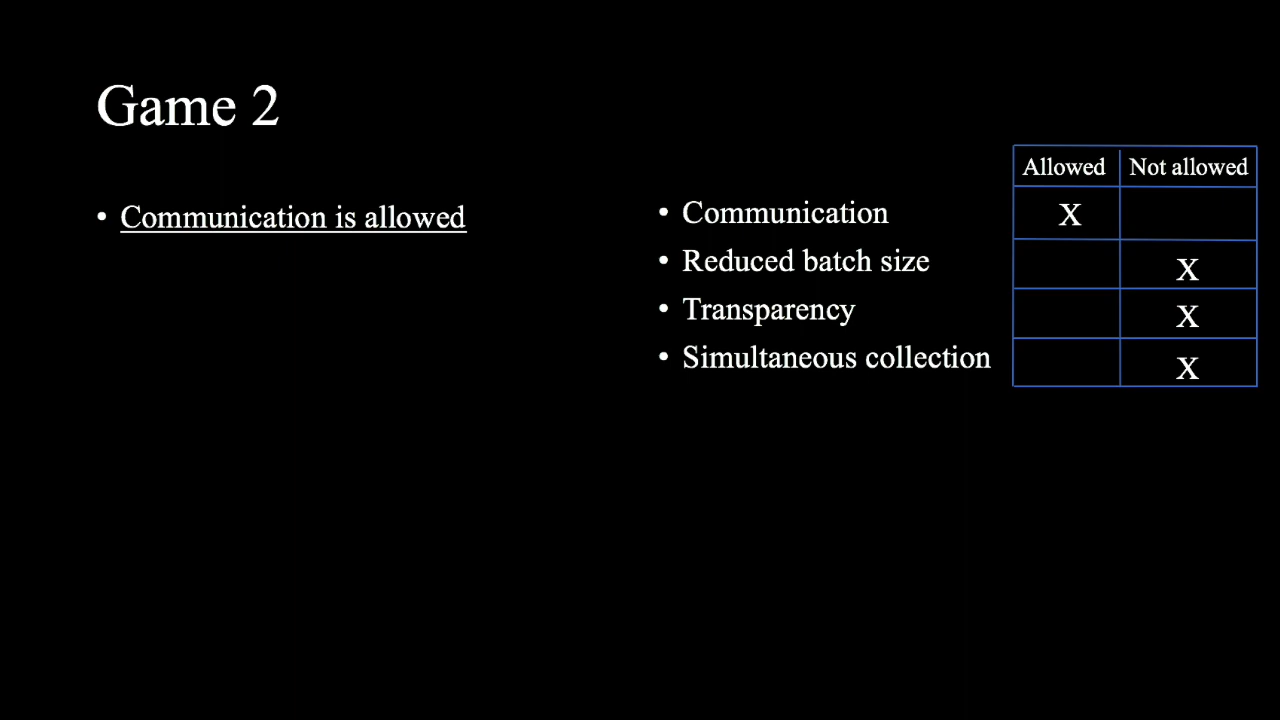 Game 2
• Communication is allowed
Allowed Not allowed
• Communication X
• Reduced batch size X
• Transparency X
• Simultaneous collection X